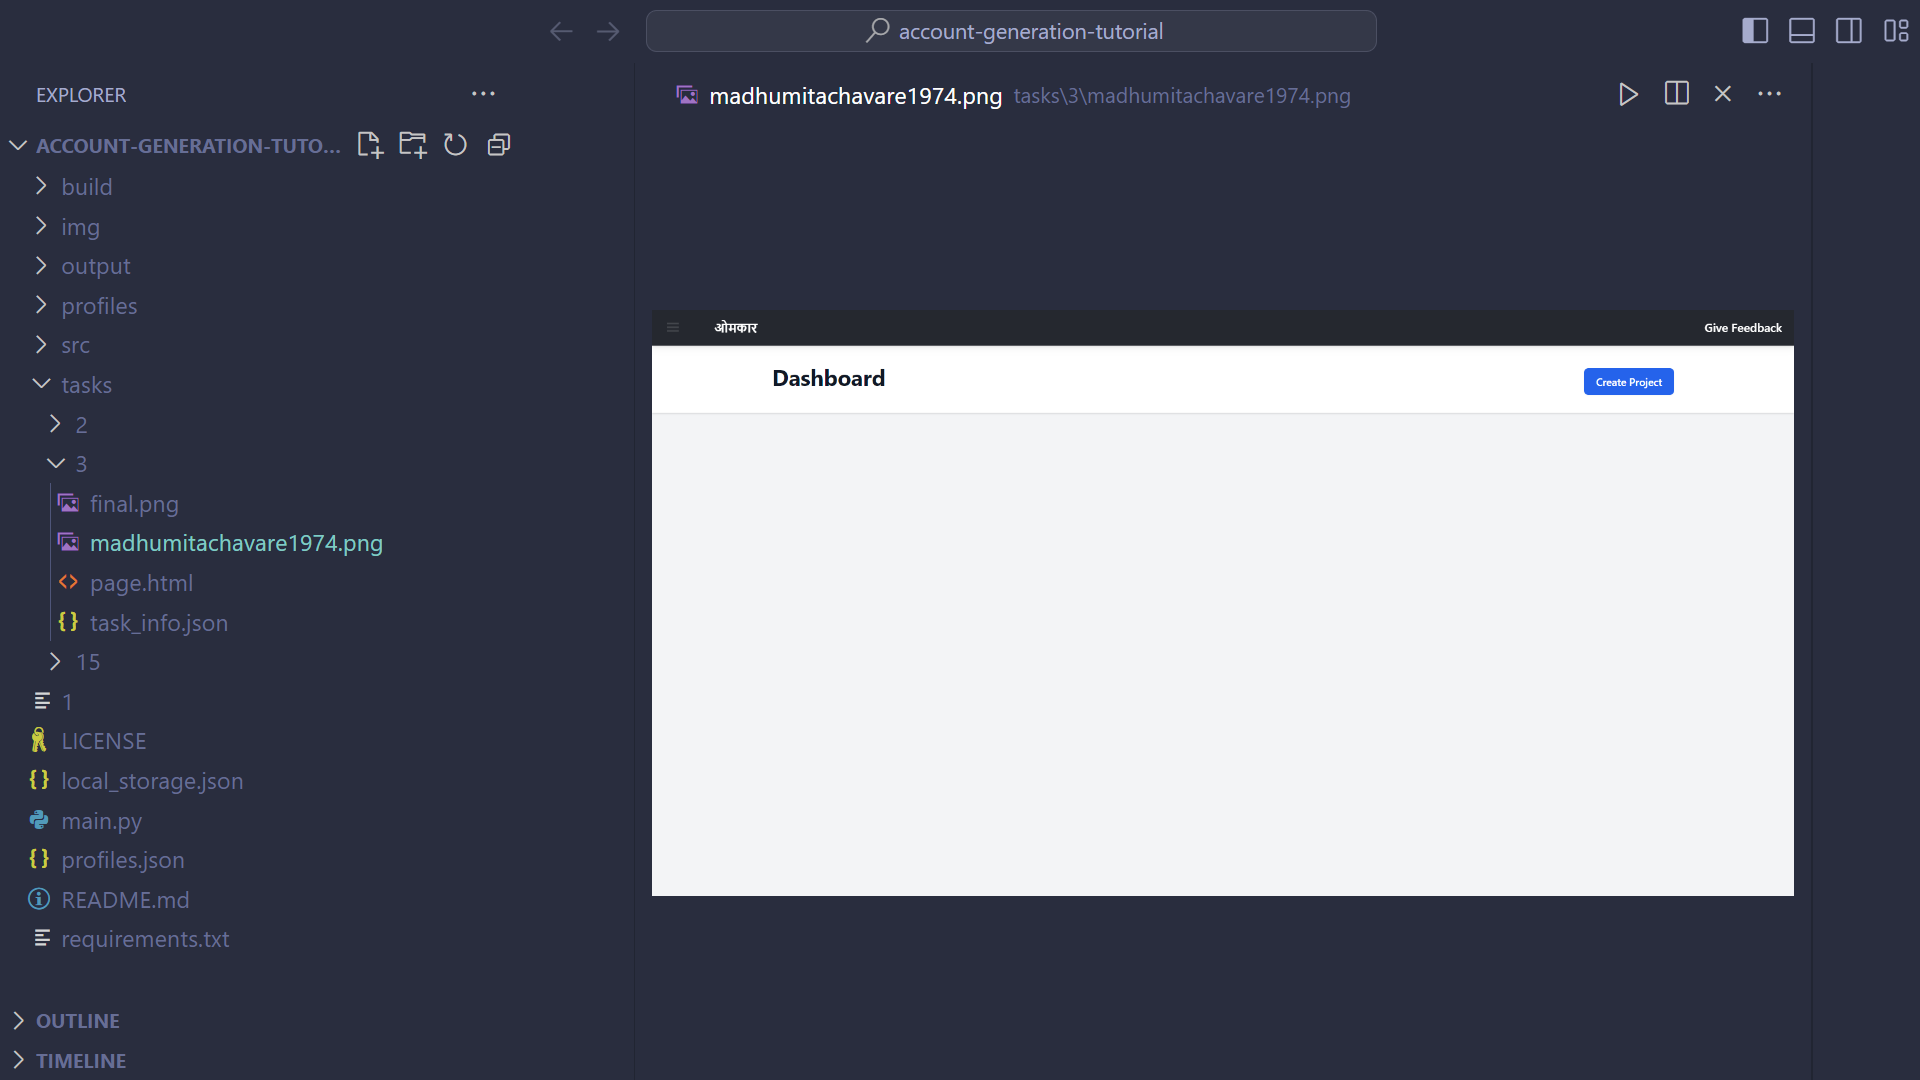 account-generation-tutorial
EXPLORER
ACCOUNT-GENERATION-TUTO...
build
img
output
profiles
src
tasks
2
3
final.png
madhumitachavare1974.png
page.html
task_info.json
15
1
LICENSE
local_storage.json
main.py
profiles.json
README.md
requirements.txt
OUTLINE
TIMELINE
madhumitachavare1974.png tasks\3\madhumitachavare1974.png
ओमकार
Give Feedback
Dashboard
Create Project